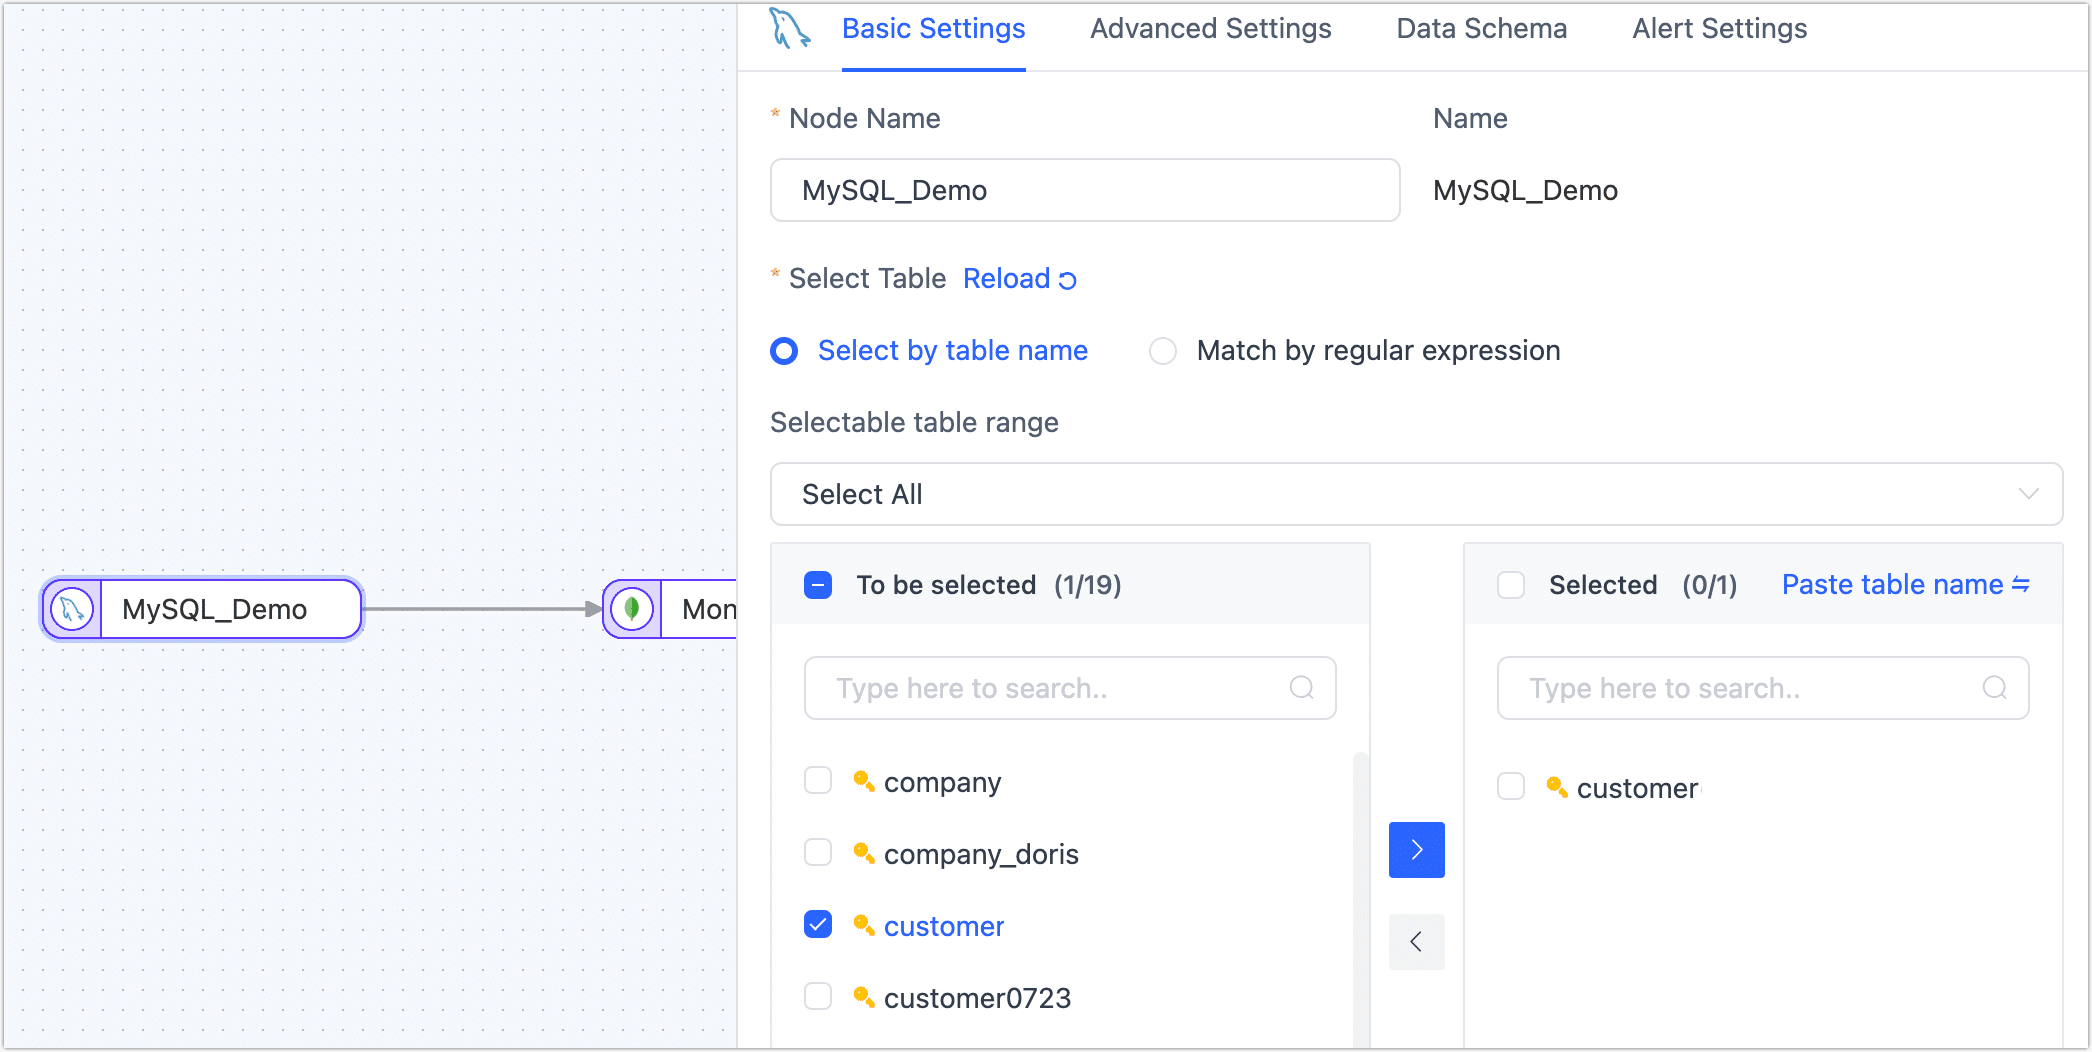 Basic Settings Advanced Settings Data Schema Alert Settings
* Node Name Name
MySQL_Demo MySQL_Demo
* Select Table Reload
Select by table name Match by regular expression
Selectable table range
Select All
To be selected (1/19) Selected (0/1) Paste table name
MySQL_Demo Mon
Type here to search.. Type here to search..
company customer
company_doris
customer
customer0723